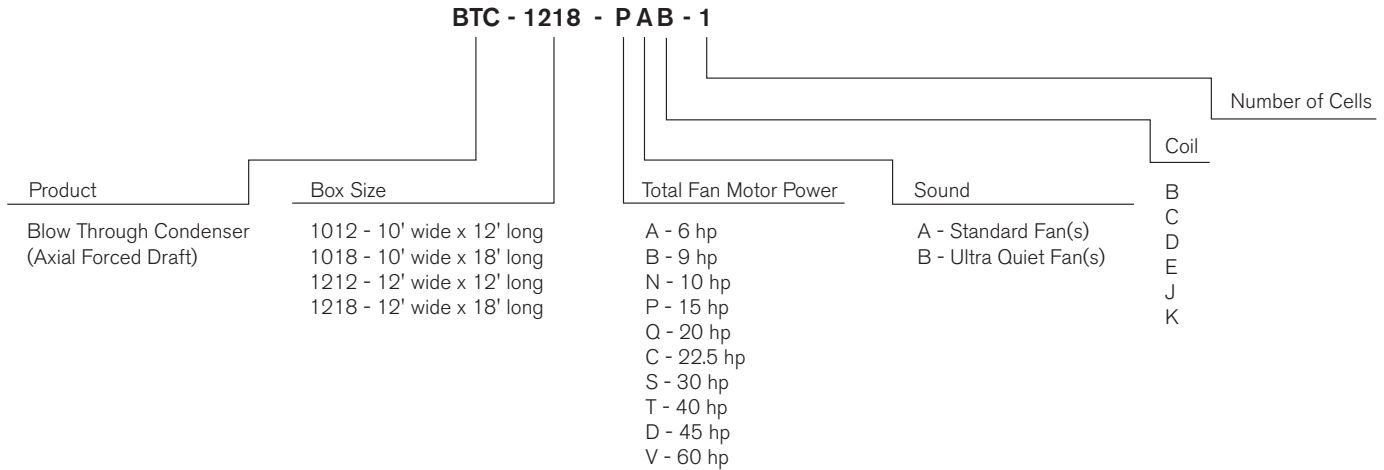 BTC - 1218 - P A B - 1
Number of Cells
Coil
B
C
D
E
J
K
Product
Blow Through Condenser
(Axial Forced Draft)
Box Size
1012 - 10' wide x 12' long
1018 - 10' wide x 18' long
1212 - 12' wide x 12' long
1218 - 12' wide x 18' long
Total Fan Motor Power
A - 6 hp
B - 9 hp
N - 10 hp
P - 15 hp
Q - 20 hp
C - 22.5 hp
S - 30 hp
T - 40 hp
D - 45 hp
V - 60 hp
Sound
A - Standard Fan(s)
B - Ultra Quiet Fan(s)